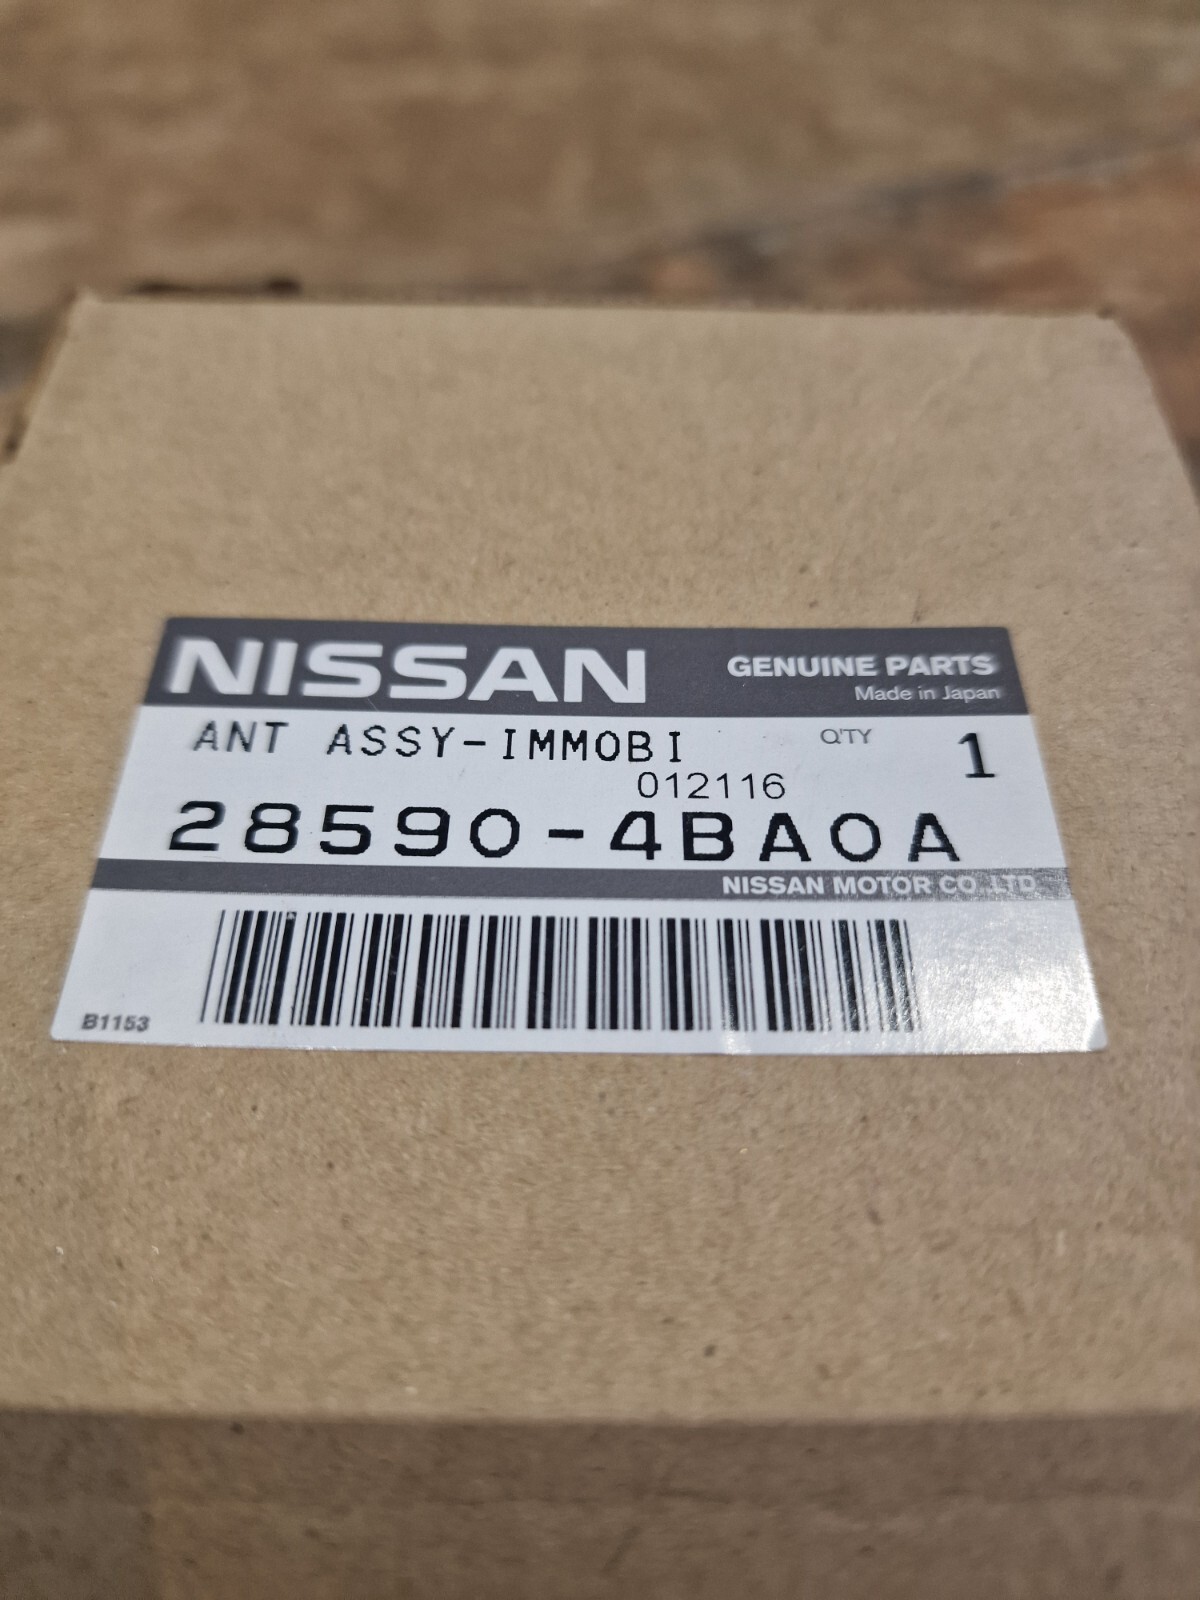 NISSAN
GENUINE PARTS
Made in Japan
ANT ASSY-IMMOBI
Q'TY 1
012116
28590-4BA0A
NISSAN MOTOR CO.,LTD.
B1153